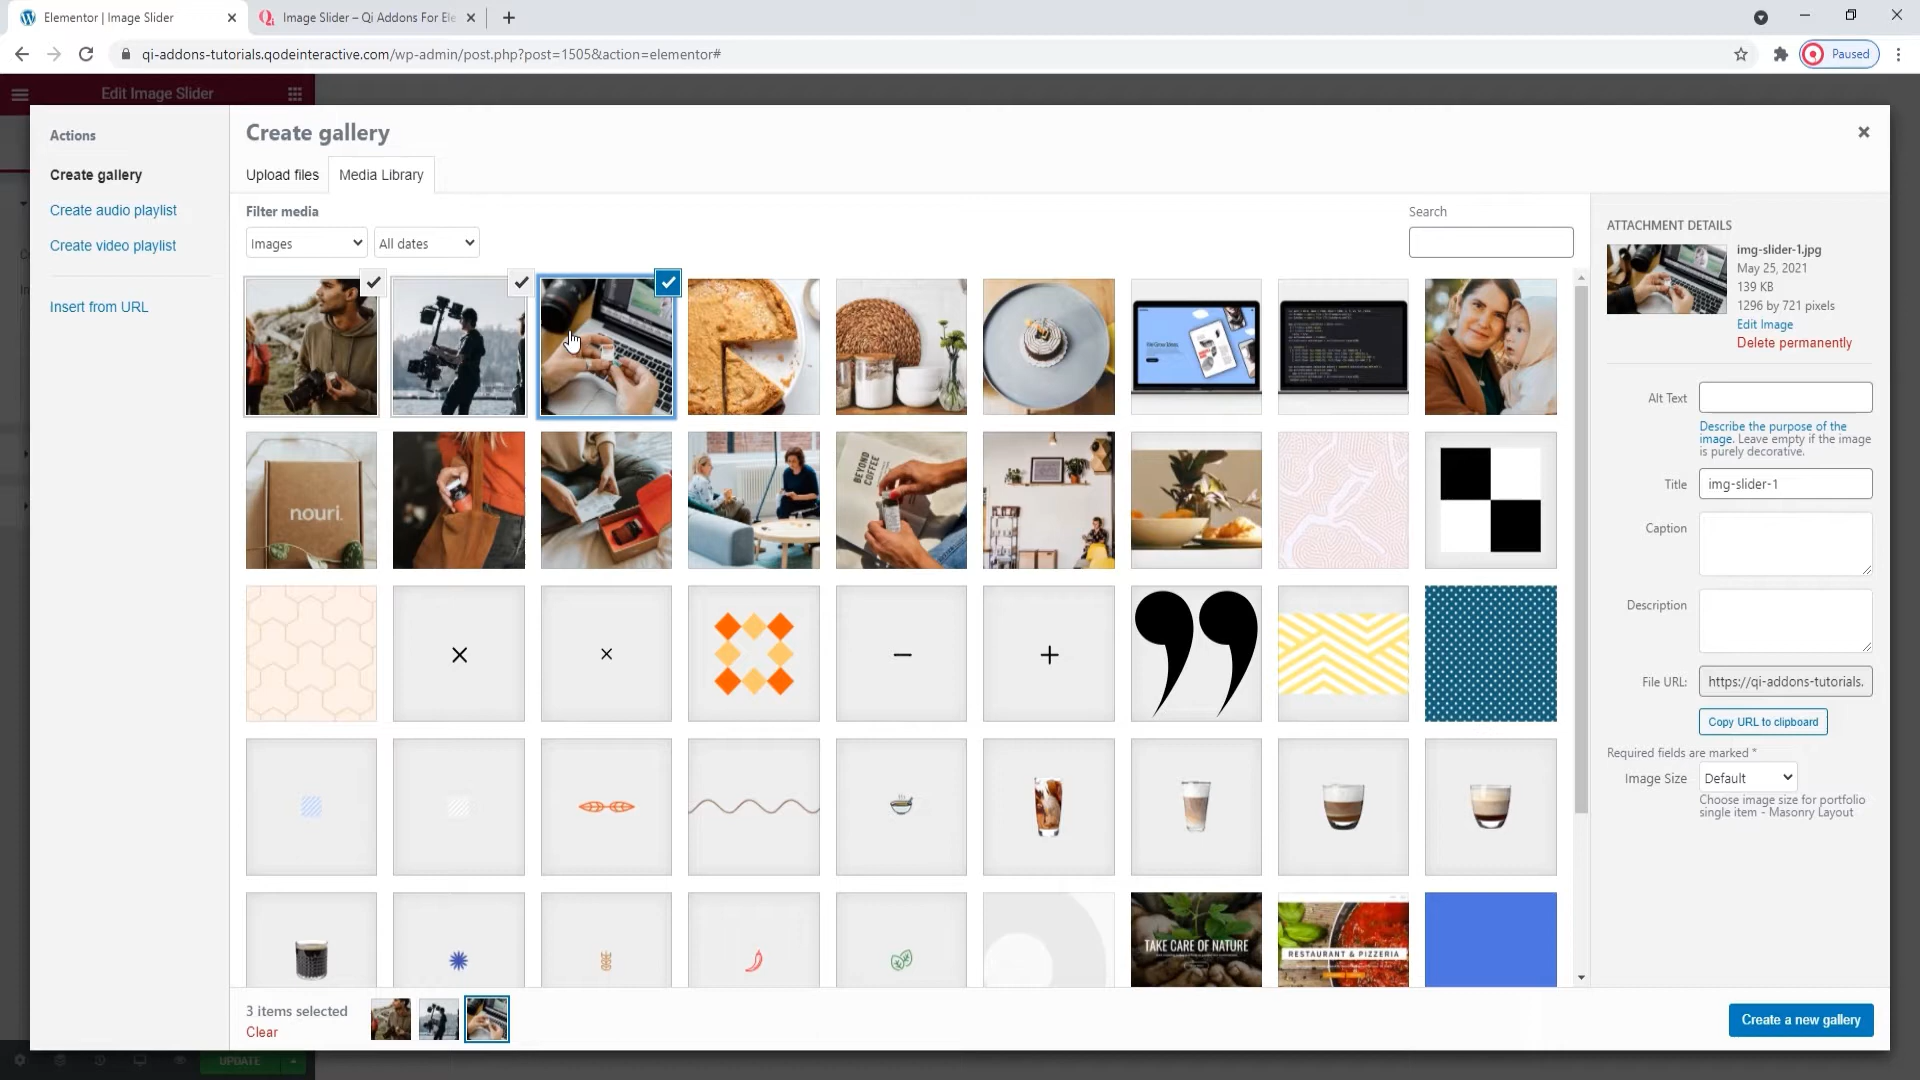 Elementor | Image Slider
Image Slider – Qi Addons For Ele
qi-addons-tutorials.qodeinteractive.com/wp-admin/post.php?post=1505&action=elementor#
Paused
Edit Image Slider
Actions
Create gallery
Create audio playlist
Create video playlist
Insert from URL
Create gallery
Upload files
Media Library
Filter media
Images
All dates
Search
nouri.
BEYOND
COFFEE
TAKE CARE OF NATURE
RESTAURANT & PIZZERIA
ATTACHMENT DETAILS
img-slider-1.jpg
May 25, 2021
139 KB
1296 by 721 pixels
Edit Image
Delete permanently
Alt Text
Describe the purpose of the
image. Leave empty if the image
is purely decorative.
Title
img-slider-1
Caption
Description
File URL:
https://qi-addons-tutorials.
Copy URL to clipboard
Required fields are marked *
Image Size
Default
Choose image size for portfolio
single item - Masonry Layout
3 items selected
Clear
Create a new gallery
UPDATE